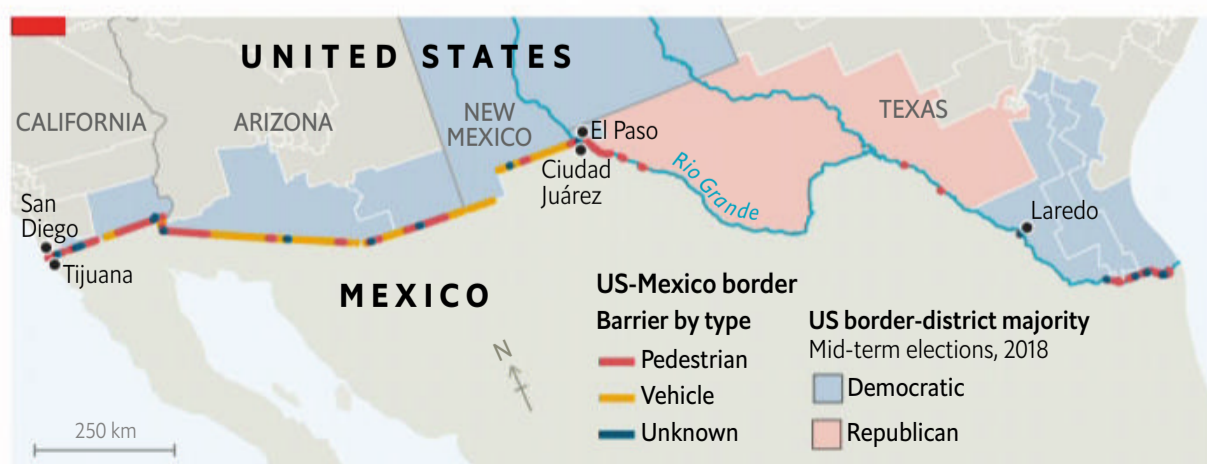 UNITED STATES
CALIFORNIA
ARIZONA
NEW
MEXICO
TEXAS
El Paso
Ciudad
Juárez
Rio Grande
San
Diego
Tijuana
Laredo
MEXICO
US-Mexico border
Barrier by type
Pedestrian
Vehicle
Unknown
US border-district majority
Mid-term elections, 2018
Democratic
Republican
N
250 km